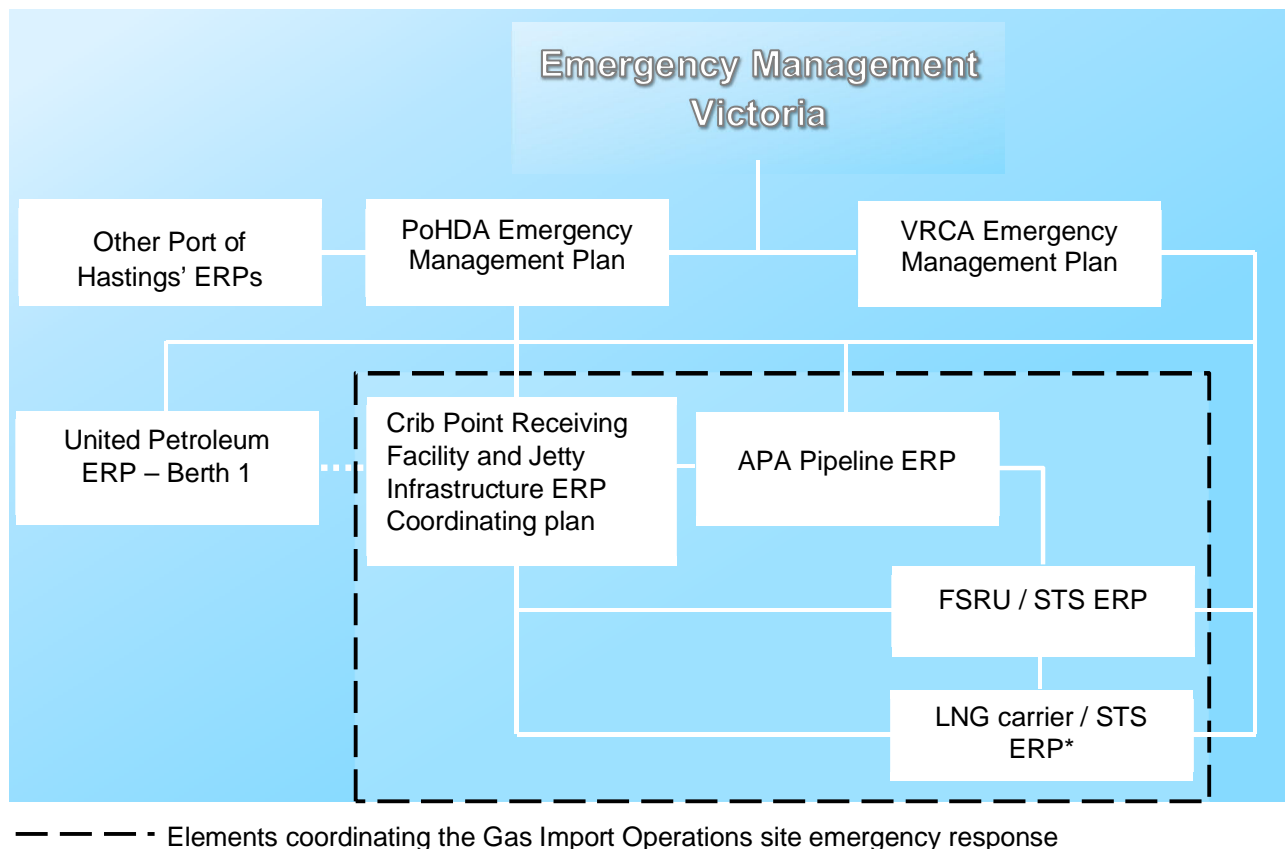 Emergency Management
Victoria
Other Port of
Hastings’ ERPs
PoHDA Emergency
Management Plan
VRCA Emergency
Management Plan
United Petroleum
ERP – Berth 1
Crib Point Receiving
Facility and Jetty
Infrastructure ERP
Coordinating plan
APA Pipeline ERP
FSRU / STS ERP
LNG carrier / STS
ERP*
Elements coordinating the Gas Import Operations site emergency response